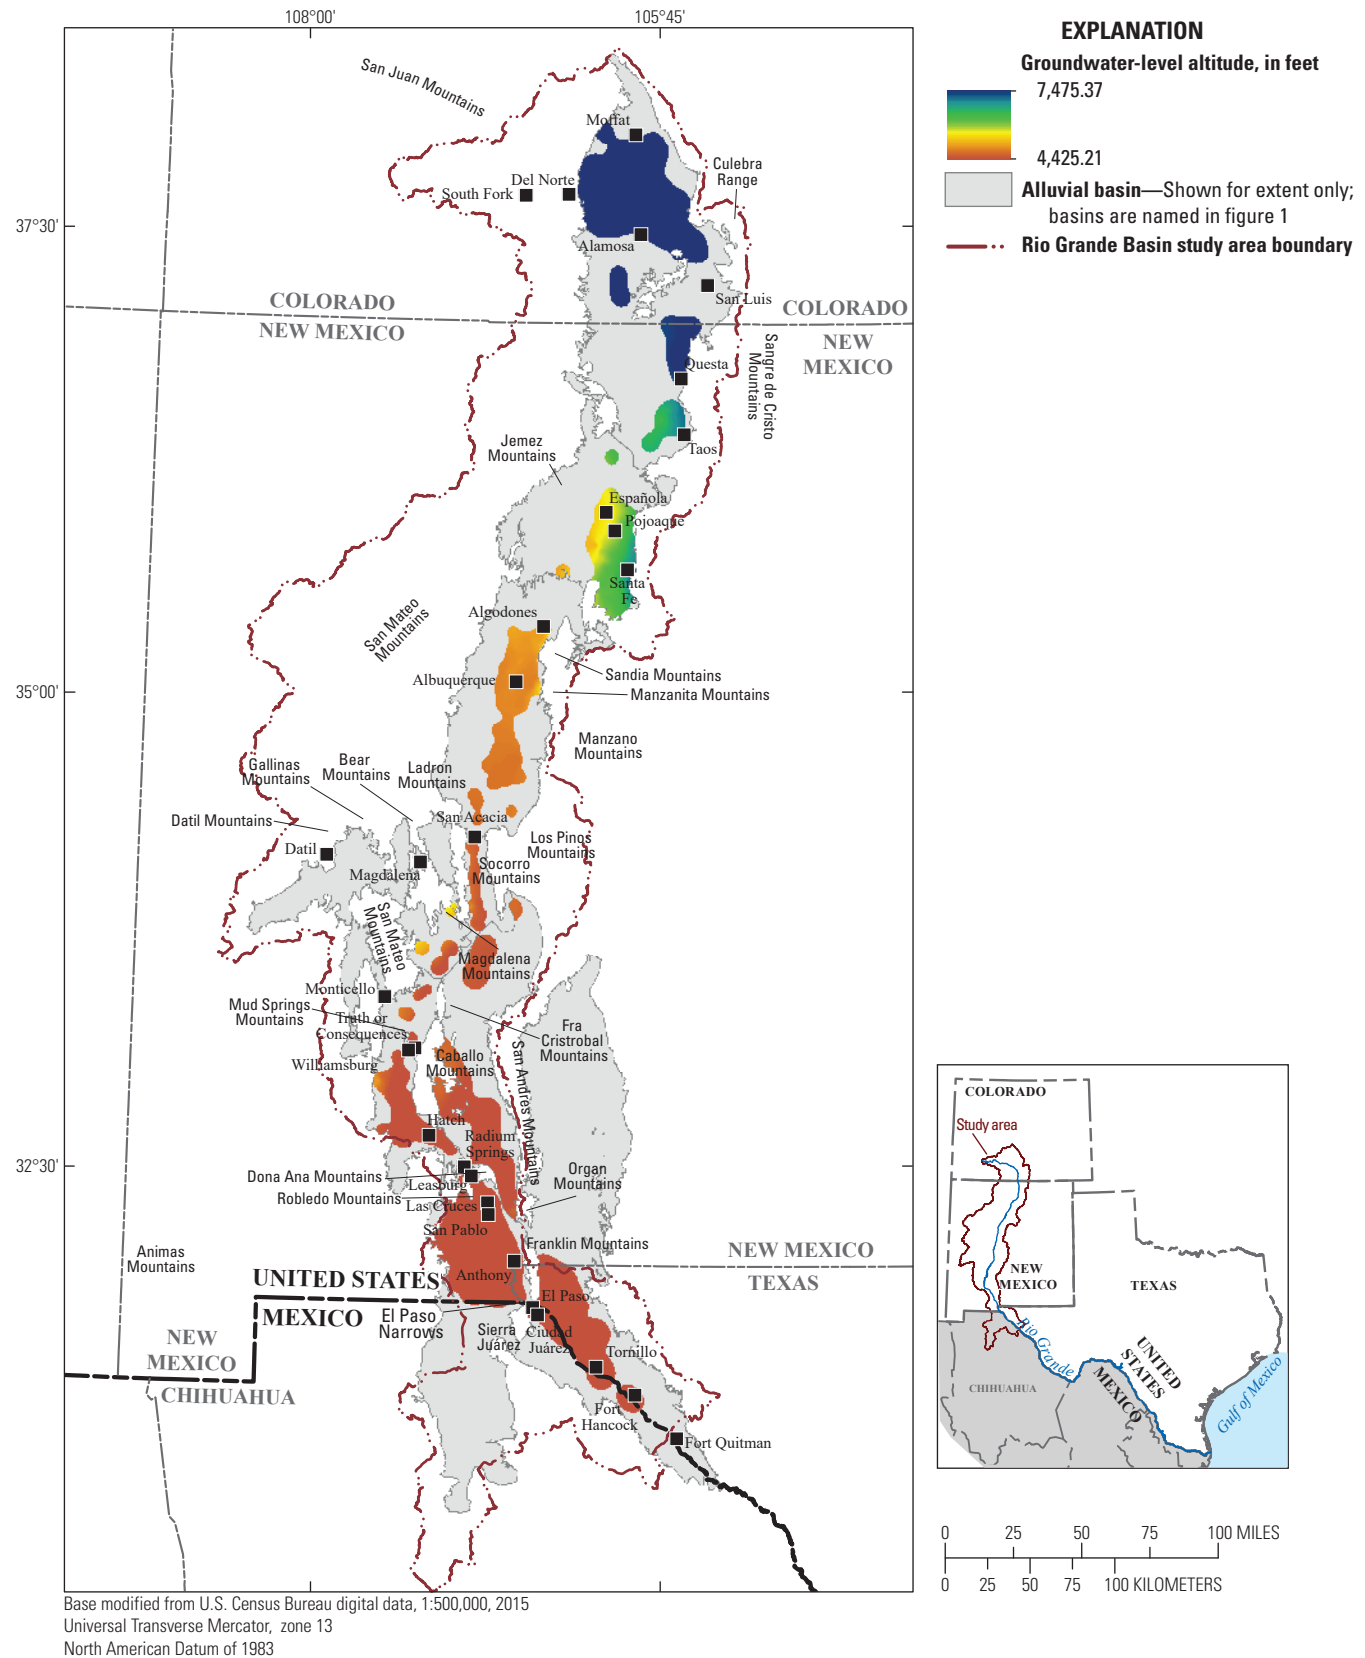 108°00'
105°45'
San Juan Mountains
Moffat
Culebra
Range
Del Norte
South Fork
37°30'
Alamosa
San Luis
COLORADO
NEW MEXICO
COLORADO
NEW
MEXICO
Questa
Sangre de Cristo
Mountains
Taos
Jemez
Mountains
Española
Pojoaque
Santa
Fe
San Mateo
Mountains
Algodones
Albuquerque
Sandia Mountains
Manzanita Mountains
35°00'
Manzano
Mountains
Gallinas
Mountains
Bear
Mountains
Ladron
Mountains
Datil Mountains
San Acacia
Los Pinos
Mountains
Datil
Magdalena
Socorro
Mountains
San Mateo
Mountains
Magdalena
Mountains
Monticello
Mud Springs
Mountains
Truth or
Consequences
Fra
Cristrobal
Mountains
Williamsburg
Caballo
Mountains
San Andres Mountains
Hatch
Radium
Springs
32°30'
Dona Ana Mountains
Leasburg
Organ
Mountains
Robledo Mountains
Las Cruces
San Pablo
Franklin Mountains
NEW MEXICO
TEXAS
Animas
Mountains
Anthony
UNITED STATES
MEXICO
El Paso
El Paso
Narrows
Sierra
Juárez
Ciudad
Juárez
NEW
MEXICO
CHIHUAHUA
Tornillo
Fort
Hancock
Fort Quitman
Base modified from U.S. Census Bureau digital data, 1:500,000, 2015
Universal Transverse Mercator, zone 13
North American Datum of 1983
EXPLANATION
Groundwater-level altitude, in feet
7,475.37
4,425.21
Alluvial basin—Shown for extent only;
basins are named in figure 1
Rio Grande Basin study area boundary
COLORADO
Study area
NEW
MEXICO
TEXAS
Rio Grande
UNITED
STATES
MEXICO
CHIHUAHUA
Gulf of Mexico
0 25 50 75 100 MILES
0 25 50 75 100 KILOMETERS